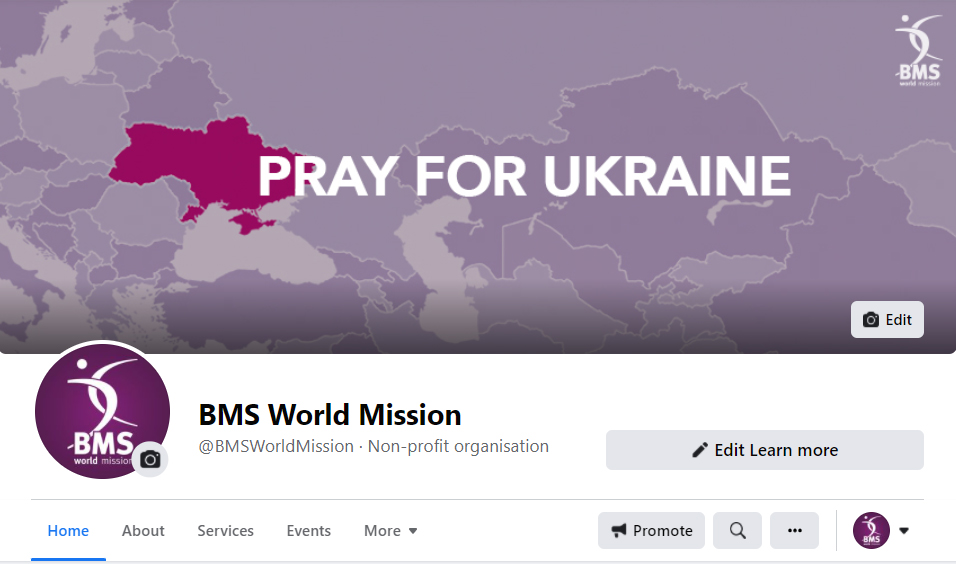 BMS
world mission
PRAY FOR UKRAINE
Edit
BMS
world mission
BMS World Mission
@BMSWorldMission · Non-profit organisation
Edit Learn more
Home About Services Events More
Promote
BMS